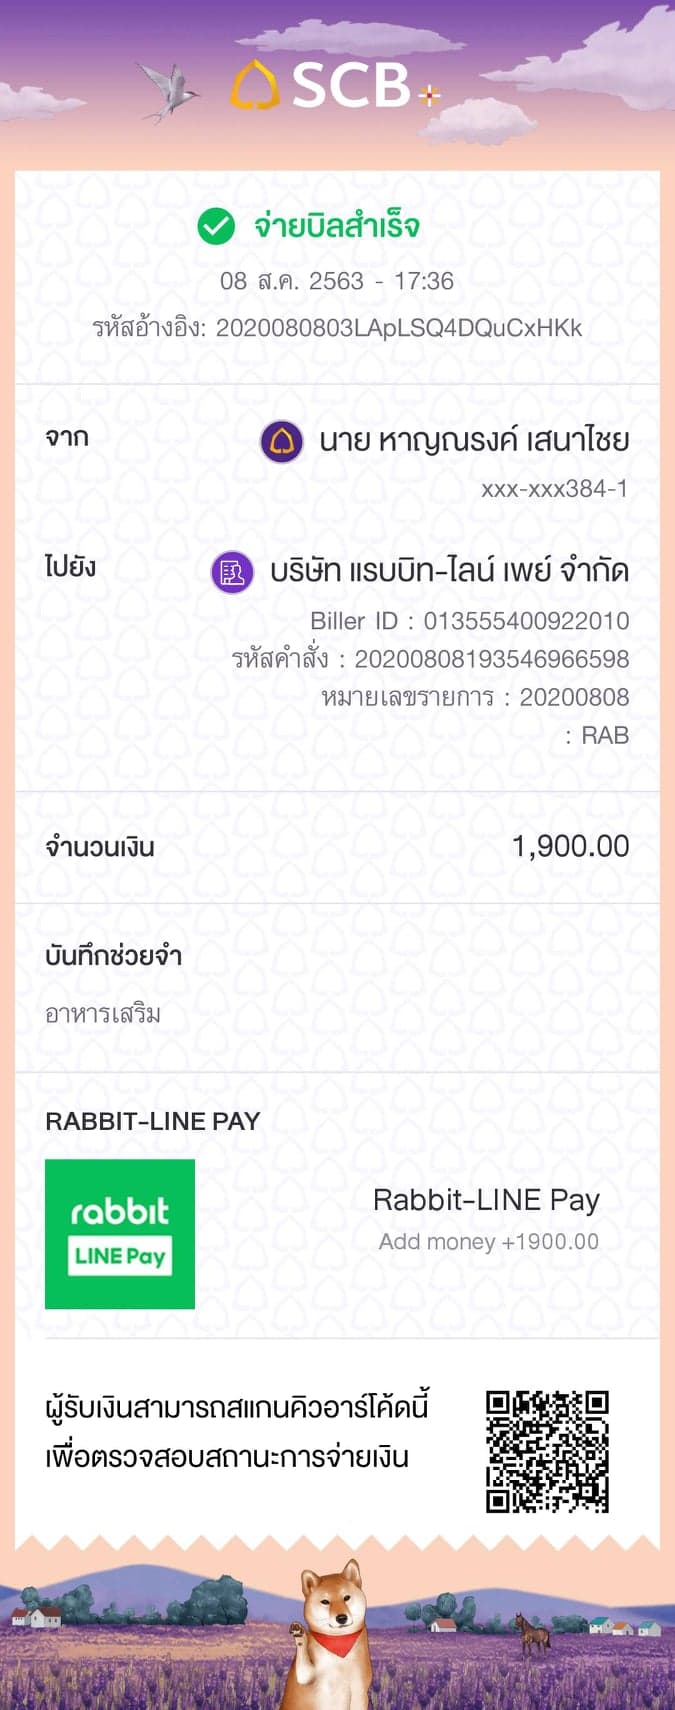 SCB
จ่ายบิลสำเร็จ
08 ส.ค. 2563 - 17:36
รหัสอ้างอิง: 2020080803LApLSQ4DQuCxHKk
จาก
นาย หาญณรงค์ เสนาไชย
xxx-xxx384-1
ไปยัง
บริษัท แรบบิท-ไลน์ เพย์ จำกัด
Biller ID : 013555400922010
รหัสคำสั่ง : 20200808193546966598
หมายเลขรายการ : 20200808
: RAB
จำนวนเงิน 1,900.00
บันทึกช่วยจำ
อาหารเสริม
RABBIT-LINE PAY
rabbit
LINE Pay
Rabbit-LINE Pay
Add money +1900.00
ผู้รับเงินสามารถสแกนคิวอาร์โค้ดนี้
เพื่อตรวจสอบสถานะการจ่ายเงิน